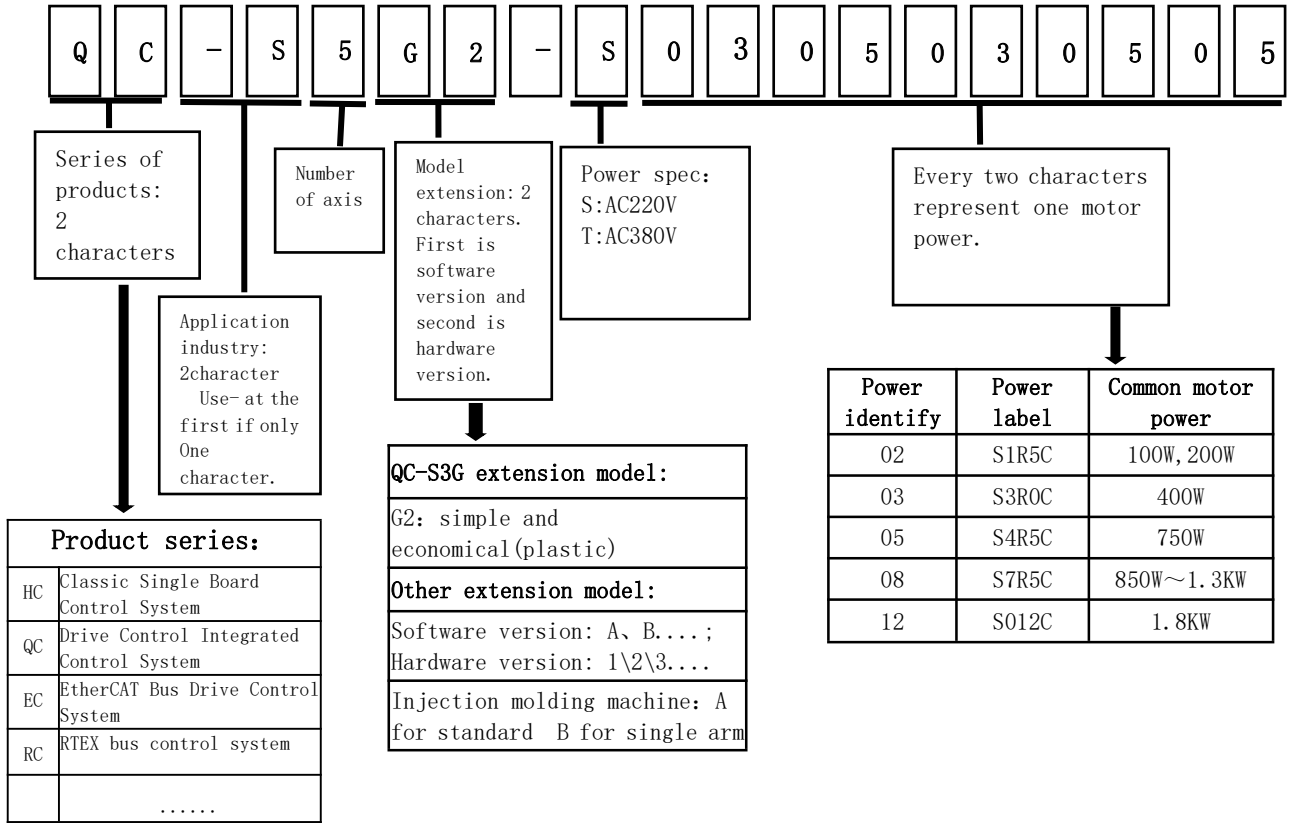 Q C - S 5 G 2 - S 0 3 0 5 0 3 0 5 0 5
Series of
products:
2
characters
Application
industry:
2character
Use- at the
first if only
One
character.
Number
of axis
Model
extension: 2
characters.
First is
software
version and
second is
hardware
version.
Power spec:
S:AC220V
T:AC380V
Every two characters
represent one motor
power.
Product series:
HC Classic Single Board
Control System
QC Drive Control Integrated
Control System
EC EtherCAT Bus Drive Control
System
RC RTEX bus control system
......
QC-S3G extension model:
G2: simple and
economical(plastic)
Other extension model:
Software version: A、B....;
Hardware version: 1\2\3....
Injection molding machine: A
for standard B for single arm
Power identify Power label Common motor power
02 S1R5C 100W,200W
03 S3R0C 400W
05 S4R5C 750W
08 S7R5C 850W～1.3KW
12 S012C 1.8KW